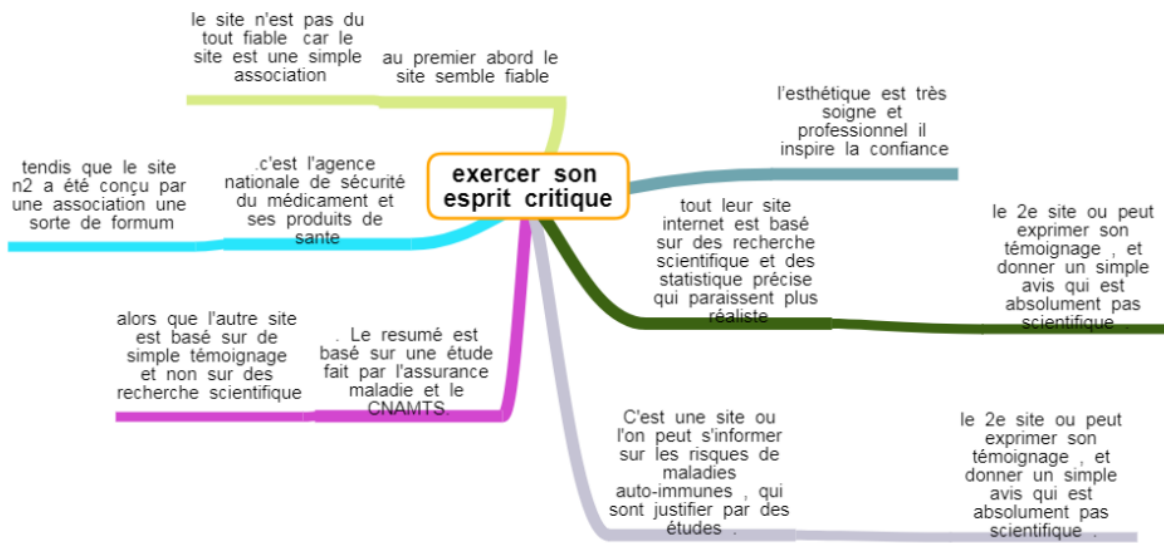 le site n'est pas du
tout fiable car le
site est une simple
association
au premier abord le
site semble fiable
l'esthétique est très
soigne et
professionnel il
inspire la confiance
tendis que le site
n2 a été conçu par
une association une
sorte de formum
.c'est l'agence
nationale de sécurité
du médicament et
ses produits de
sante
exercer son
esprit critique
tout leur site
internet est basé
sur des recherche
scientifique et des
statistique précise
qui paraissent plus
réaliste
le 2e site ou peut
exprimer son
témoignage , et
donner un simple
avis qui est
absolument pas
scientifique .
alors que l'autre site
est basé sur de
simple témoignage
et non sur des
recherche scientifique
. Le resumé est
basé sur une étude
fait par l'assurance
maladie et le
CNAMTS.
C'est une site ou
l'on peut s'informer
sur les risques de
maladies
auto-immunes , qui
sont justifier par des
études .
le 2e site ou peut
exprimer son
témoignage , et
donner un simple
avis qui est
absolument pas
scientifique .